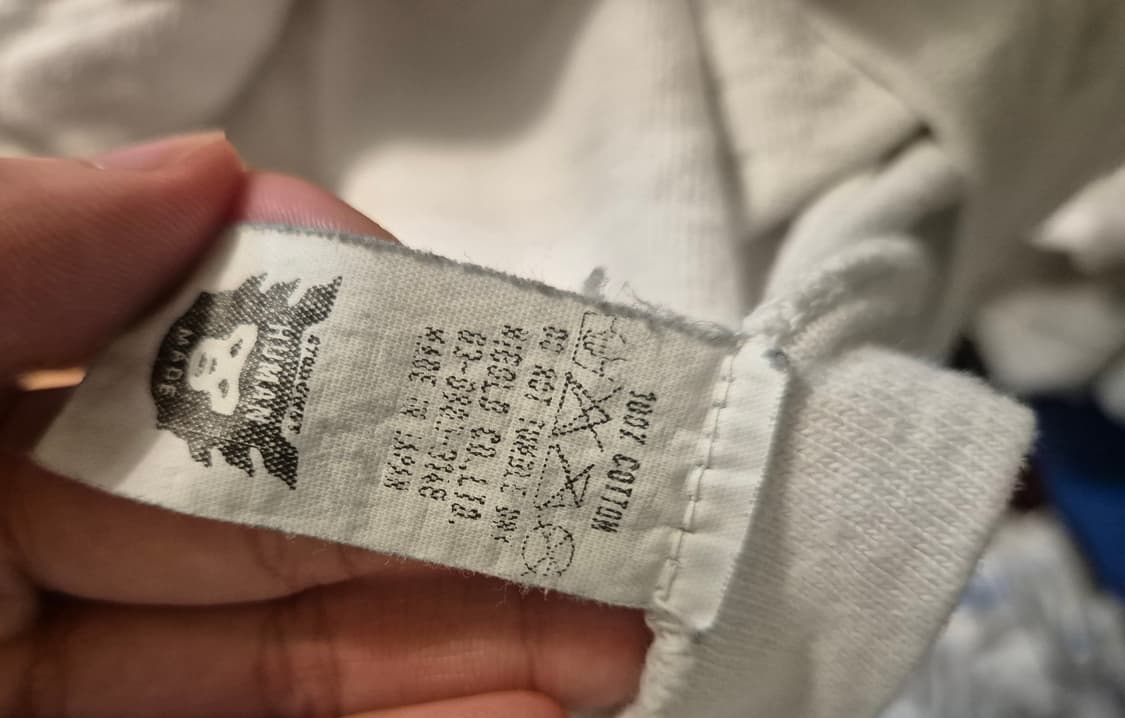 100% COTTON
DO NOT TUMBLE DRY
NIGOLD CO.,LTD.
MADE IN JAPAN
HUMAN
MADE